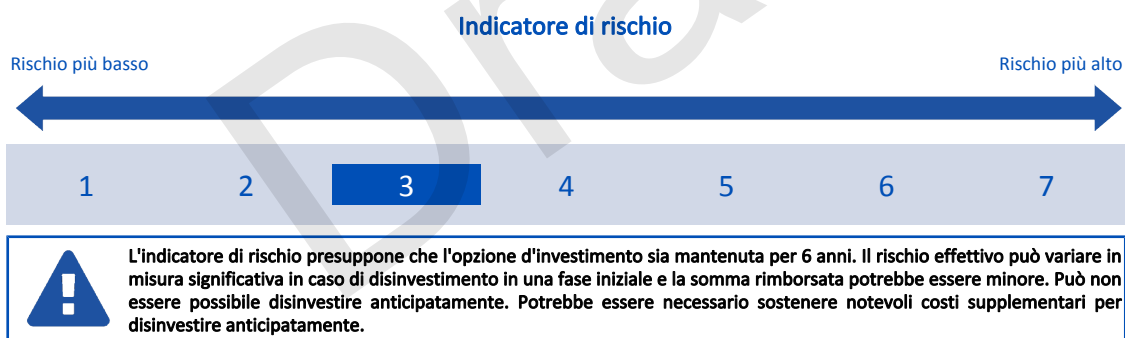 Indicatore di rischio
Rischio più basso
Rischio più alto
1 2 3 4 5 6 7
L'indicatore di rischio presuppone che l'opzione d'investimento sia mantenuta per 6 anni. Il rischio effettivo può variare in
misura significativa in caso di disinvestimento in una fase iniziale e la somma rimborsata potrebbe essere minore. Può non
essere possibile disinvestire anticipatamente. Potrebbe essere necessario sostenere notevoli costi supplementari per
disinvestire anticipatamente.